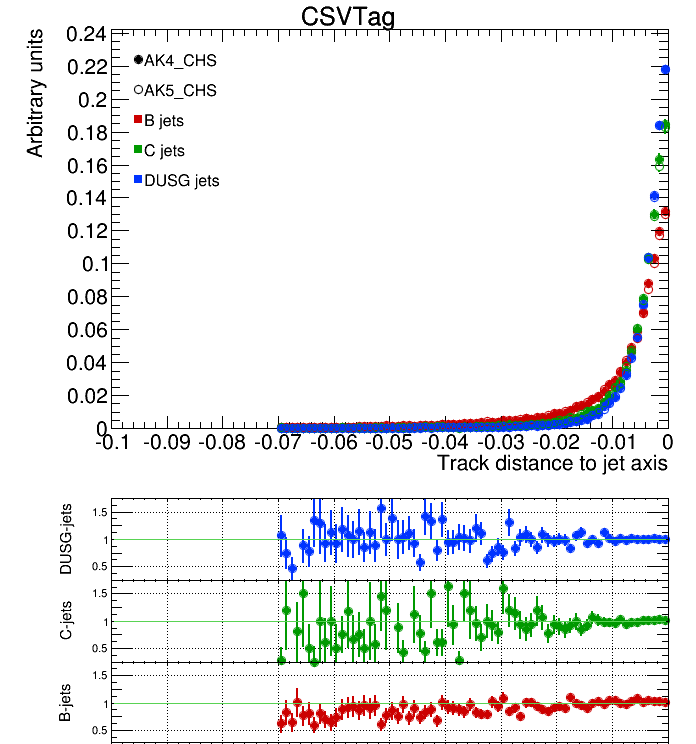 CSVTag
Arbitrary units
0.24
0.22
0.2
0.18
0.16
0.14
0.12
0.1
0.08
0.06
0.04
0.02
0
AK4_CHS
AK5_CHS
B jets
C jets
DUSG jets
-0.1 -0.09 -0.08 -0.07 -0.06 -0.05 -0.04 -0.03 -0.02 -0.01 0
Track distance to jet axis
DUSG-jets
1.5
1
0.5
C-jets
1.5
1
0.5
B-jets
1.5
1
0.5